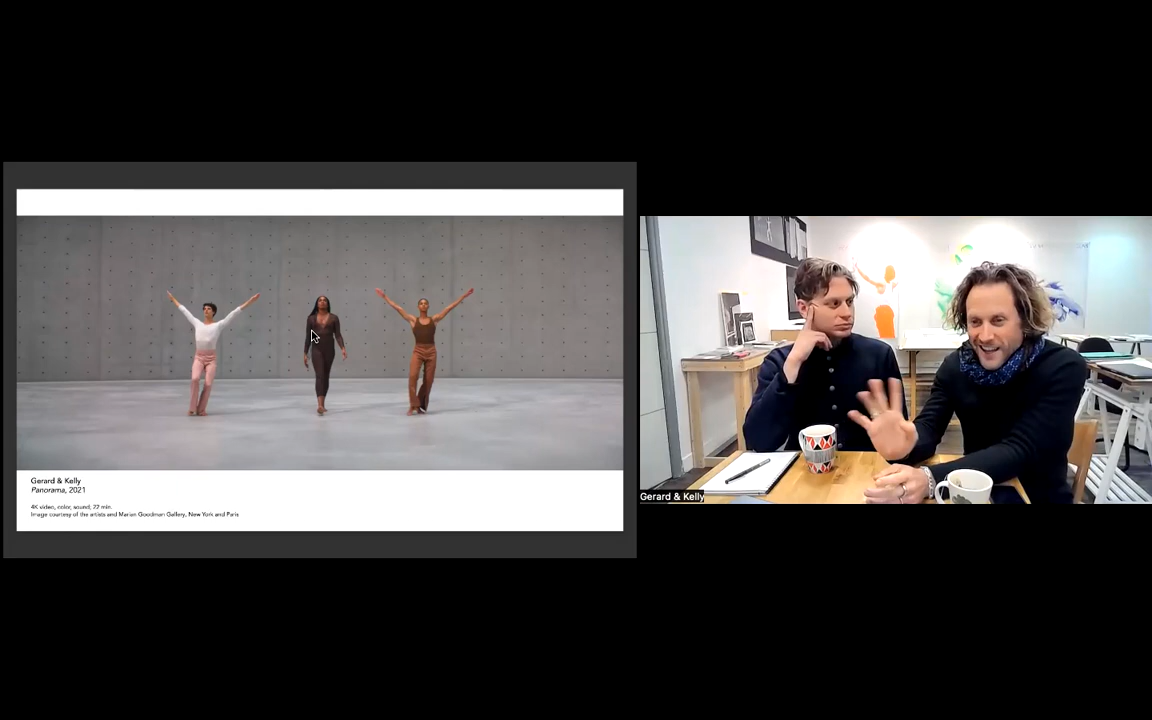 Gerard & Kelly
Panorama, 2021
4K video, color, sound, 22 min.
Image courtesy of the artists and Marian Goodman Gallery, New York and Paris
Gerard & Kelly